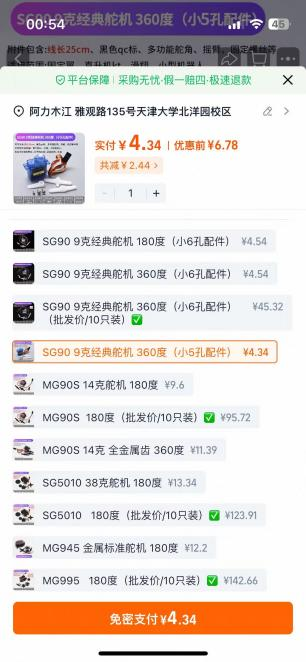 SG90 9克经典舵机 360度（小5孔配件）
00:54
45
附件包含:线长25cm、黑色qc标、多功能舵角、摇臂、固定螺丝等
平台保障｜采购无忧·假一赔四·极速退款
阿力木江 雅观路135号天津大学北洋园校区
实付 ¥4.34｜优惠前¥6.78
共减 ¥2.44 >
- 1 +
SG90 9克经典舵机 180度（小6孔配件） ¥4.54
SG90 9克经典舵机 360度（小6孔配件） ¥4.54
SG90 9克经典舵机 360度（小6孔配件） ¥45.32
（批发价/10只装）✅
SG90 9克经典舵机 360度（小5孔配件） ¥4.34
MG90S 14克舵机 180度 ¥9.6
MG90S 180度（批发价/10只装）✅ ¥95.72
MG90S 14克 全金属齿 360度 ¥11.39
SG5010 38克舵机 180度 ¥13.34
SG5010 180度（批发价/10只装）✅ ¥123.91
MG945 金属标准舵机 180度 ¥12.2
MG995 180度（批发价/10只装）✅ ¥142.66
免密支付 ¥4.34